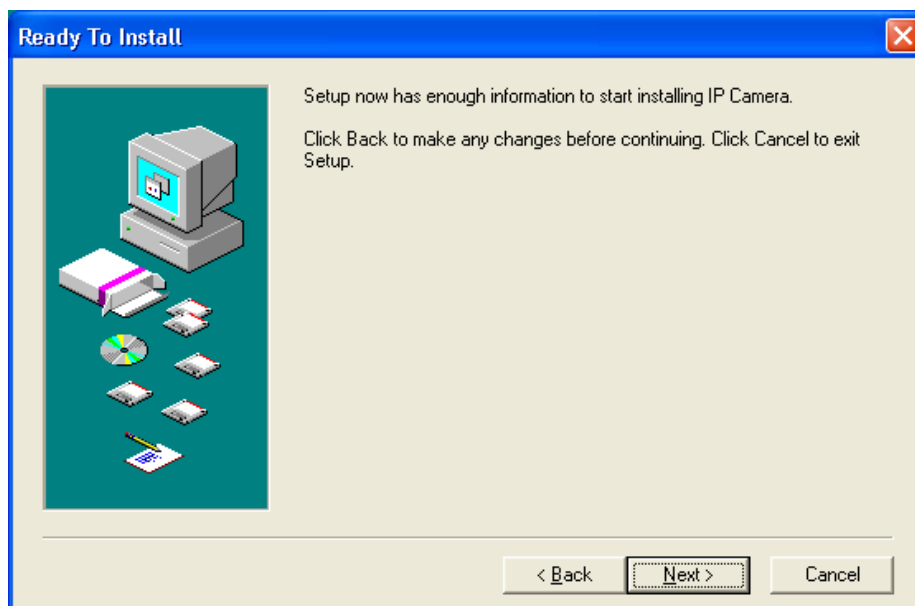 Ready To Install
Setup now has enough information to start installing IP Camera.
Click Back to make any changes before continuing. Click Cancel to exit
Setup.
< Back
Next >
Cancel